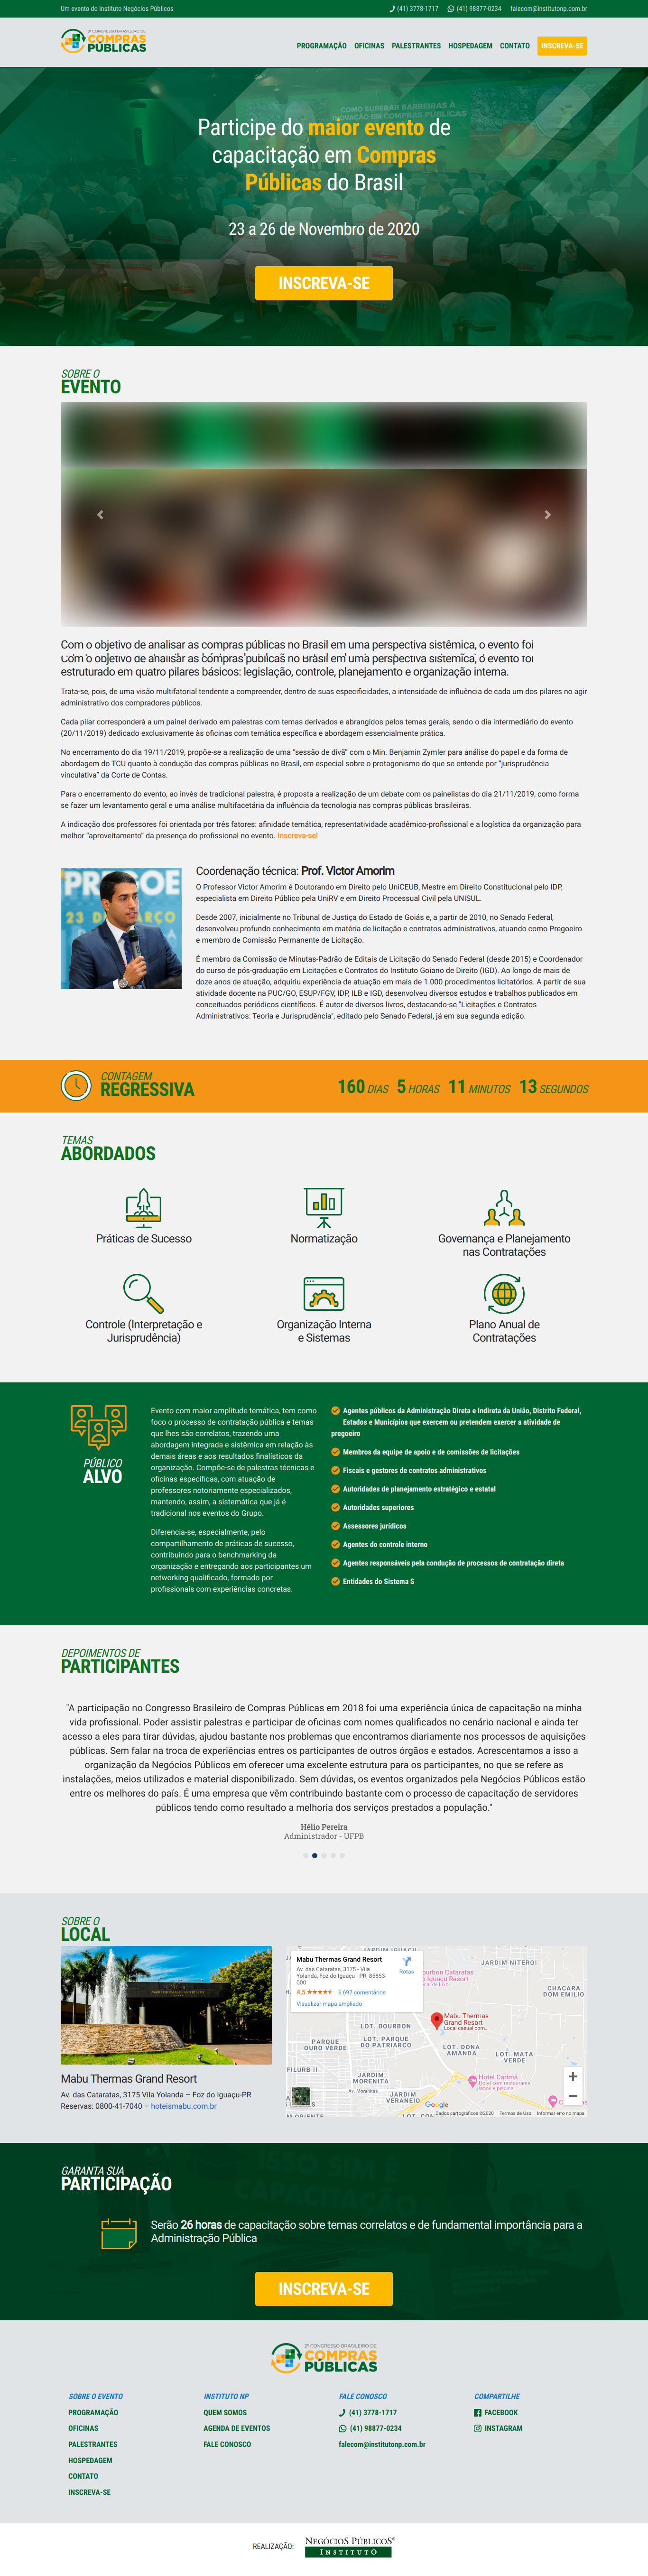 Um evento do Instituto Negócios Públicos
(41) 3778-1717
(41) 98877-0234
falecom@institutonp.com.br
2º CONGRESSO BRASILEIRO DE
COMPRAS
PÚBLICAS
PROGRAMAÇÃO
OFICINAS
PALESTRANTES
HOSPEDAGEM
CONTATO
INSCREVA-SE
COMO SUPERAR BARREIRAS À
INOVAÇÃO EM COMPRAS PÚBLICAS
Participe do maior evento de
capacitação em Compras
Públicas do Brasil
23 a 26 de Novembro de 2020
INSCREVA-SE
SOBRE O
EVENTO
Com o objetivo de analisar as compras públicas no Brasil em uma perspectiva sistêmica, o evento foi
Com o objetivo de analisar as compras públicas no Brasil em uma perspectiva sistêmica, o evento foi
estruturado em quatro pilares básicos: legislação, controle, planejamento e organização interna.
Trata-se, pois, de uma visão multifatorial tendente a compreender, dentro de suas especificidades, a intensidade de influência de cada um dos pilares no agir
administrativo dos compradores públicos.
Cada pilar corresponderá a um painel derivado em palestras com temas derivados e abrangidos pelos temas gerais, sendo o dia intermediário do evento
(20/11/2019) dedicado exclusivamente às oficinas com temática específica e abordagem essencialmente prática.
No encerramento do dia 19/11/2019, propõe-se a realização de uma “sessão de divã” com o Min. Benjamin Zymler para análise do papel e da forma de
abordagem do TCU quanto à condução das compras públicas no Brasil, em especial sobre o protagonismo do que se entende por “jurisprudência
vinculativa” da Corte de Contas.
Para o encerramento do evento, ao invés de tradicional palestra, é proposta a realização de um debate com os painelistas do dia 21/11/2019, como forma
se fazer um levantamento geral e uma análise multifacetária da influência da tecnologia nas compras públicas brasileiras.
A indicação dos professores foi orientada por três fatores: afinidade temática, representatividade acadêmico-profissional e a logística da organização para
melhor “aproveitamento” da presença do profissional no evento. Inscreva-se!
23 D
Coordenação técnica: Prof. Victor Amorim
O Professor Victor Amorim é Doutorando em Direito pelo UniCEUB, Mestre em Direito Constitucional pelo IDP,
especialista em Direito Público pela UniRV e em Direito Processual Civil pela UNISUL.
Desde 2007, inicialmente no Tribunal de Justiça do Estado de Goiás e, a partir de 2010, no Senado Federal,
desenvolveu profundo conhecimento em matéria de licitação e contratos administrativos, atuando como Pregoeiro
e membro de Comissão Permanente de Licitação.
É membro da Comissão de Minutas-Padrão de Editais de Licitação do Senado Federal (desde 2015) e Coordenador
do curso de pós-graduação em Licitações e Contratos do Instituto Goiano de Direito (IGD). Ao longo de mais de
doze anos de atuação, adquiriu experiência de atuação em mais de 1.000 procedimentos licitatórios. A partir de sua
atividade docente na PUC/GO, ESUP/FGV, IDP, ILB e IGD, desenvolveu diversos estudos e trabalhos publicados em
conceituados periódicos científicos. É autor de diversos livros, destacando-se "Licitações e Contratos
Administrativos: Teoria e Jurisprudência", editado pelo Senado Federal, já em sua segunda edição.
CONTAGEM
REGRESSIVA
160 DIAS 5 HORAS 11 MINUTOS 13 SEGUNDOS
TEMAS
ABORDADOS
Práticas de Sucesso
Normatização
Governança e Planejamento
nas Contratações
Controle (Interpretação e
Jurisprudência)
Organização Interna
e Sistemas
Plano Anual de
Contratações
PÚBLICO
ALVO
Evento com maior amplitude temática, tem como
foco o processo de contratação pública e temas
que lhes são correlatos, trazendo uma
abordagem integrada e sistêmica em relação às
demais áreas e aos resultados finalísticos da
organização. Compõe-se de palestras técnicas e
oficinas específicas, com atuação de
professores notoriamente especializados,
mantendo, assim, a sistemática que já é
tradicional nos eventos do Grupo.
Diferencia-se, especialmente, pelo
compartilhamento de práticas de sucesso,
contribuindo para o benchmarking da
organização e entregando aos participantes um
networking qualificado, formado por
profissionais com experiências concretas.
Agentes públicos da Administração Direta e Indireta da União, Distrito Federal,
Estados e Municípios que exercem ou pretendem exercer a atividade de
pregoeiro
Membros da equipe de apoio e de comissões de licitações
Fiscais e gestores de contratos administrativos
Autoridades de planejamento estratégico e estatal
Autoridades superiores
Assessores jurídicos
Agentes do controle interno
Agentes responsáveis pela condução de processos de contratação direta
Entidades do Sistema S
DEPOIMENTOS DE
PARTICIPANTES
"A participação no Congresso Brasileiro de Compras Públicas em 2018 foi uma experiência única de capacitação na minha
vida profissional. Poder assistir palestras e participar de oficinas com nomes qualificados no cenário nacional e ainda ter
acesso a eles para tirar dúvidas, ajudou bastante nos problemas que encontramos diariamente nos processos de aquisições
públicas. Sem falar na troca de experiências entres os participantes de outros órgãos e estados. Acrescentamos a isso a
organização da Negócios Públicos em oferecer uma excelente estrutura para os participantes, no que se refere as
instalações, meios utilizados e material disponibilizado. Sem dúvidas, os eventos organizados pela Negócios Públicos estão
entre os melhores do país. É uma empresa que vêm contribuindo bastante com o processo de capacitação de servidores
públicos tendo como resultado a melhoria dos serviços prestados a população."
Hélio Pereira
Administrador - UFPB
SOBRE O
LOCAL
Mabu Thermas Grand Resort
Av. das Cataratas, 3175 Vila Yolanda – Foz do Iguaçu-PR
Reservas: 0800-41-7040 – hoteismabu.com.br
Mabu Thermas Grand Resort
Av. das Cataratas, 3175 - Vila
Yolanda, Foz do Iguaçu - PR, 85853-
000
Rotas
4,5 6.697 comentários
Visualizar mapa ampliado
JARDIM NITEROI
CHACARA
DOM EMILIO
Mabu Thermas
Grand Resort
LOT. BOURBON
PARQUE
OURO VERDE
LOT. PARQUE
DO PATRIARCO
LOT. DONA
AMANDA
LOT. MATA
VERDE
JARDIM
MORENITA
Hotel Carimã
JARDIM
VERANEIO
Google
Dados cartográficos ©2020 Termos de Uso Informar erro no mapa
GARANTA SUA
PARTICIPAÇÃO
Serão 26 horas de capacitação sobre temas correlatos e de fundamental importância para a
Administração Pública
INSCREVA-SE
2º CONGRESSO BRASILEIRO DE
COMPRAS
PÚBLICAS
SOBRE O EVENTO
PROGRAMAÇÃO
OFICINAS
PALESTRANTES
HOSPEDAGEM
CONTATO
INSCREVA-SE
INSTITUTO NP
QUEM SOMOS
AGENDA DE EVENTOS
FALE CONOSCO
FALE CONOSCO
(41) 3778-1717
(41) 98877-0234
falecom@institutonp.com.br
COMPARTILHE
FACEBOOK
INSTAGRAM
REALIZAÇÃO:
NEGÓCIOS PÚBLICOS®
INSTITUTO